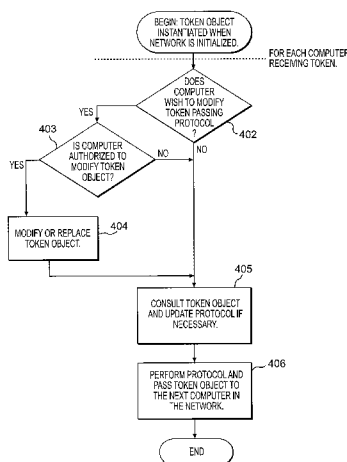 BEGIN: TOKEN OBJECT
INSTANTIATED WHEN
NETWORK IS INITIALIZED.
FOR EACH COMPUTER
RECEIVING TOKEN.
DOES
COMPUTER
WISH TO MODIFY
TOKEN PASSING
PROTOCOL
?
402
YES
NO
403
IS COMPUTER
AUTHORIZED TO
MODIFY TOKEN
OBJECT?
YES
NO
404
MODIFY OR REPLACE
TOKEN OBJECT.
405
CONSULT TOKEN OBJECT
AND UPDATE PROTOCOL IF
NECESSARY.
406
PERFORM PROTOCOL AND
PASS TOKEN OBJECT TO
THE NEXT COMPUTER IN
THE NETWORK.
END